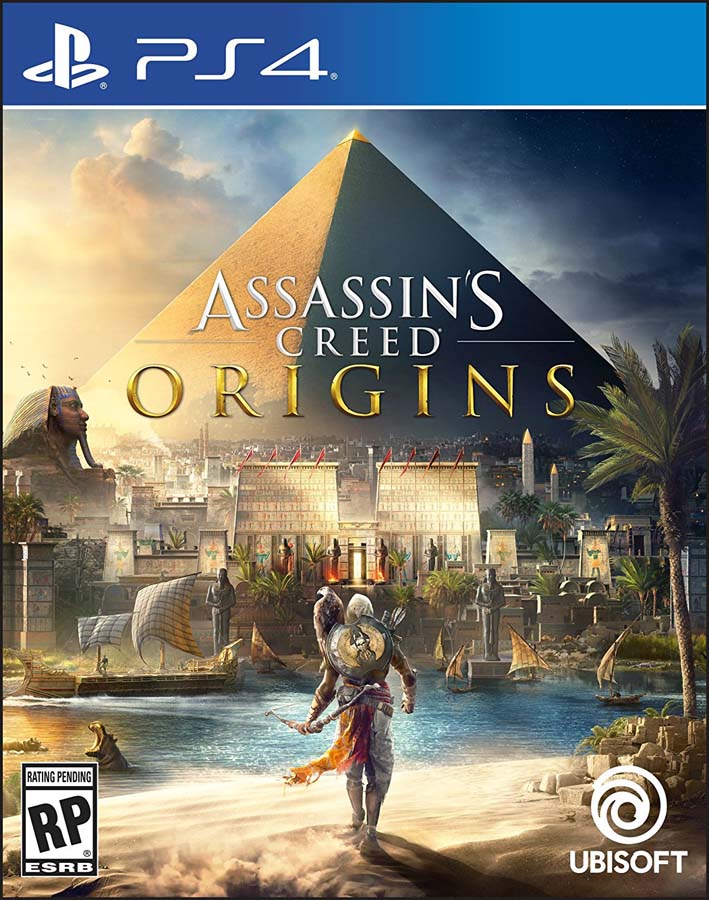 PS4
ASSASSIN'S
CREED®
ORIGINS
RATING PENDING
RP
ESRB
UBISOFT